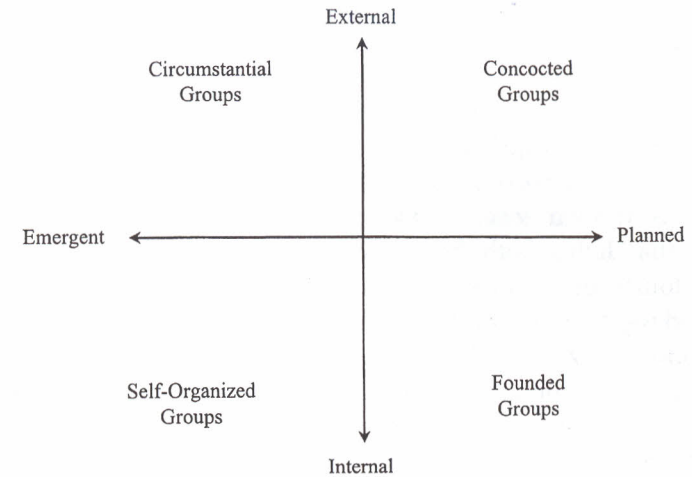 External
Circumstantial
Groups
Concocted
Groups
Emergent
Planned
Self-Organized
Groups
Founded
Groups
Internal